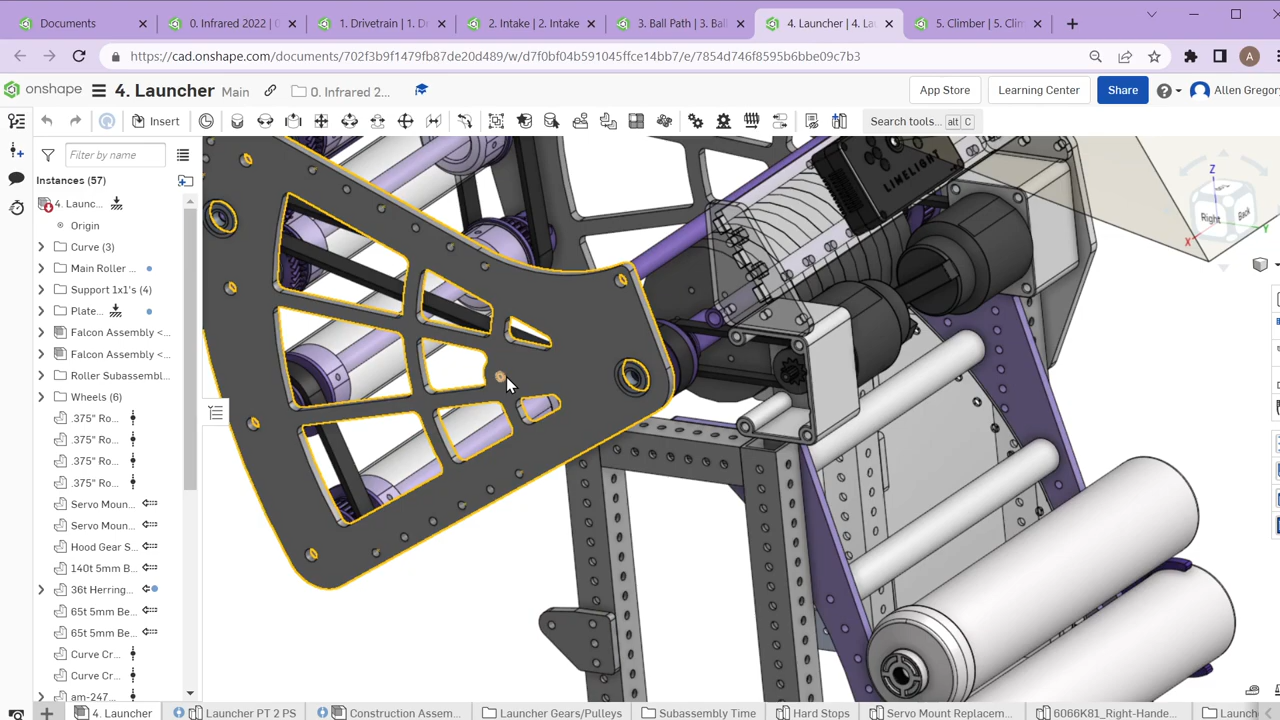 Documents
0. Infrared 2022 |
1. Drivetrain | 1. D
2. Intake | 2. Intake
3. Ball Path | 3. Bal
4. Launcher | 4. La
5. Climber | 5. Clim
https://cad.onshape.com/documents/702f3b9f1479fb87de20d489/w/d7f0bf04b591045ffce14bb7/e/7854d746f8595b6bbe09c7b3
A
onshape
4. Launcher
Main
0. Infrared 2...
App Store
Learning Center
Share
Allen Gregory
Insert
Search tools...
alt
C
Filter by name
Instances (57)
4. Launc...
Origin
Curve (3)
Main Roller ...
Support 1x1's (4)
Plate...
Falcon Assembly <...
Falcon Assembly <...
Roller Subassembl...
Wheels (6)
.375" Ro...
.375" Ro...
.375" Ro...
.375" Ro...
Servo Moun...
Servo Moun...
Hood Gear S...
140t 5mm B...
36t Herring...
65t 5mm Be...
65t 5mm Be...
Curve Cr...
Curve Cr...
am-247...
LIMELIGHT
Z
Right
Back
X
Y
4. Launcher
Launcher PT 2 PS
Construction Assem...
Launcher Gears/Pulleys
Subassembly Time
Hard Stops
Servo Mount Replacem...
6066K81_Right-Hande...
Launch